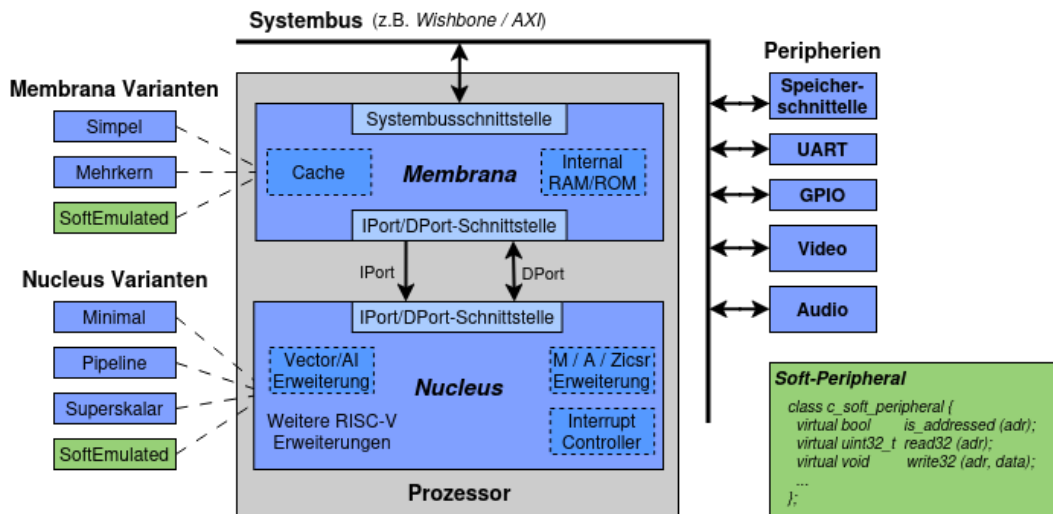 Systembus (z.B. Wishbone / AXI)
Membrana Varianten
Simpel
Mehrkern
SoftEmulated
Nucleus Varianten
Minimal
Pipeline
Superskalar
SoftEmulated
Systembusschnittstelle
Cache
Membrana
Internal
RAM/ROM
IPort/DPort-Schnittstelle
IPort
DPort
IPort/DPort-Schnittstelle
Vector/AI
Erweiterung
Nucleus
M / A / Zicsr
Erweiterung
Weitere RISC-V
Erweiterungen
Interrupt
Controller
Prozessor
Peripherien
Speicher-
schnittelle
UART
GPIO
Video
Audio
Soft-Peripheral
class c_soft_peripheral {
virtual bool is_addressed (adr);
virtual uint32_t read32 (adr);
virtual void write32 (adr, data);
...
};